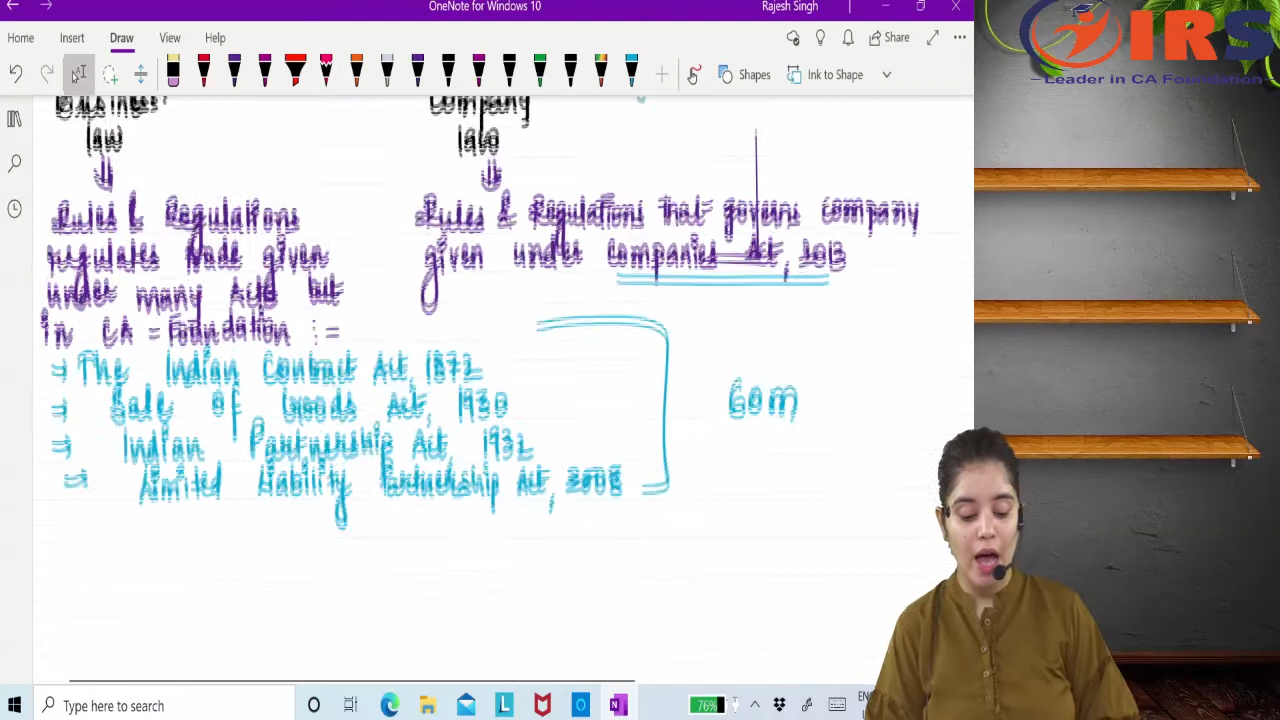 OneNote for Windows 10
Rajesh Singh
Home Insert Draw View Help
Share
Shapes
Ink to Shape
IRS
Leader in CA Foundation
Business Company
law law
Rules & Regulations
regulates trade given
under many Acts but
in CA = Foundation :=
⇒ The Indian Contract Act, 1872
⇒ Sale of Goods Act, 1930
⇒ Indian Partnership Act, 1932
⇒ Limited Liability Partnership Act, 2008
Rules & Regulations that governs company
given under companies Act, 2013
60m
Type here to search
76%